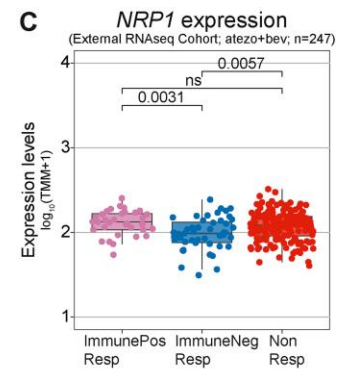 C
NRP1 expression
(External RNAseq Cohort; atezo+bev; n=247)
0.0057
ns
0.0031
4
3
2
1
Expression levels
log10(TMM+1)
ImmunePos
Resp
ImmuneNeg
Resp
Non
Resp